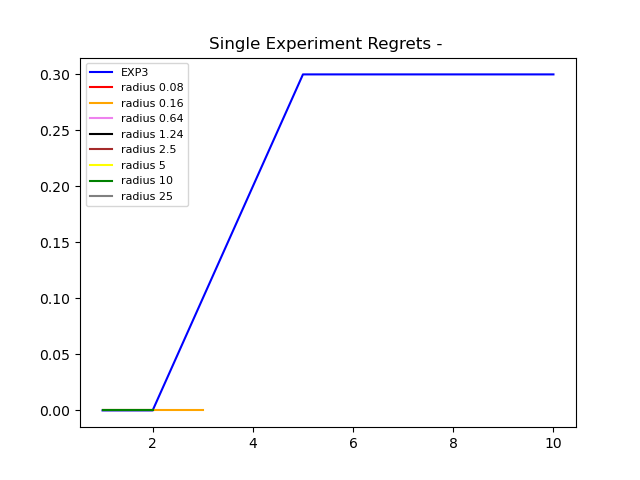 Single Experiment Regrets -
0.30
0.25
0.20
0.15
0.10
0.05
0.00
EXP3
radius 0.08
radius 0.16
radius 0.64
radius 1.24
radius 2.5
radius 5
radius 10
radius 25
2 4 6 8 10